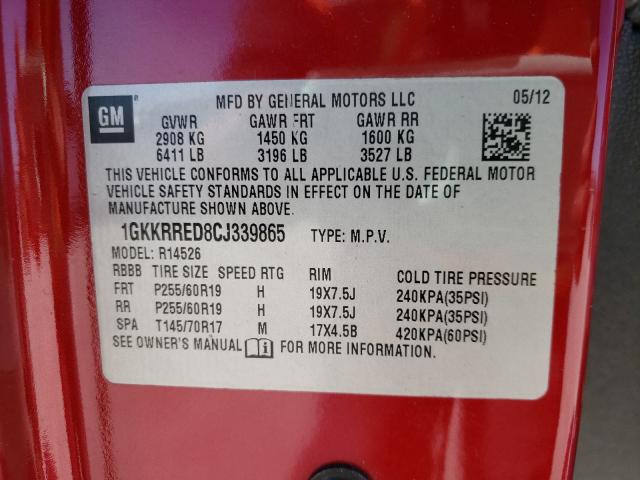 GM
MFD BY GENERAL MOTORS LLC 05/12
GVWR GAWR FRT GAWR RR
2908 KG 1450 KG 1600 KG
6411 LB 3196 LB 3527 LB
THIS VEHICLE CONFORMS TO ALL APPLICABLE U.S. FEDERAL MOTOR
VEHICLE SAFETY STANDARDS IN EFFECT ON THE DATE OF
MANUFACTURE SHOWN ABOVE.
1GKKRRED8CJ339865 TYPE: M.P.V.
MODEL: R14526
RBBB TIRE SIZE SPEED RTG RIM COLD TIRE PRESSURE
FRT P255/60R19 H 19X7.5J 240KPA(35PSI)
RR P255/60R19 H 19X7.5J 240KPA(35PSI)
SPA T145/70R17 M 17X4.5B 420KPA(60PSI)
SEE OWNER'S MANUAL FOR MORE INFORMATION.